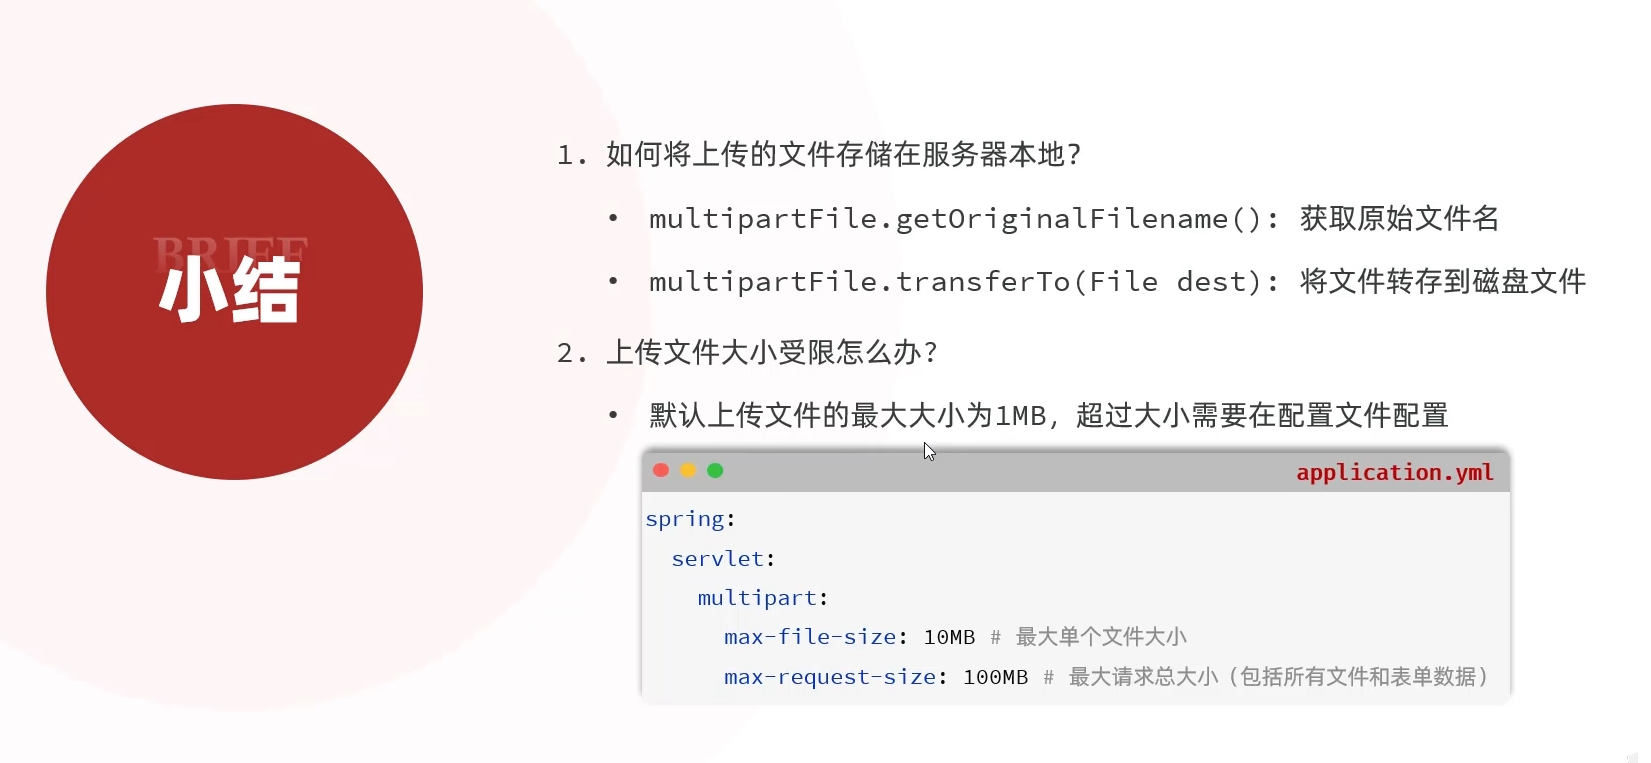 BRIEF
小结
1. 如何将上传的文件存储在服务器本地？
• multipartFile.getOriginalFilename(): 获取原始文件名
• multipartFile.transferTo(File dest): 将文件转存到磁盘文件
2. 上传文件大小受限怎么办？
• 默认上传文件的最大大小为1MB，超过大小需要在配置文件配置
application.yml
spring:
  servlet:
    multipart:
      max-file-size: 10MB # 最大单个文件大小
      max-request-size: 100MB # 最大请求总大小（包括所有文件和表单数据）